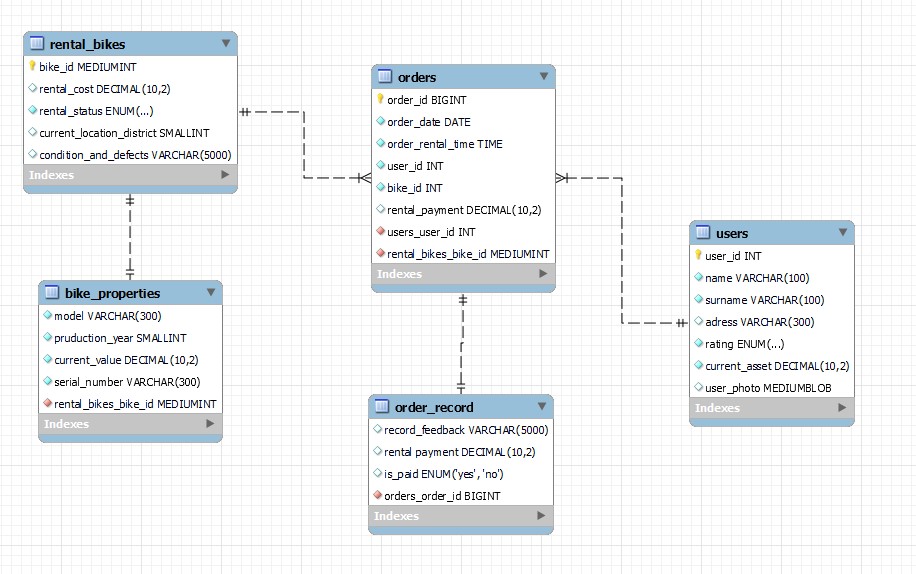 rental_bikes
bike_id MEDIUMINT
rental_cost DECIMAL(10,2)
rental_status ENUM(...)
current_location_district SMALLINT
condition_and_defects VARCHAR(5000)
Indexes
orders
order_id BIGINT
order_date DATE
order_rental_time TIME
user_id INT
bike_id INT
rental_payment DECIMAL(10,2)
users_user_id INT
rental_bikes_bike_id MEDIUMINT
Indexes
users
user_id INT
name VARCHAR(100)
surname VARCHAR(100)
adress VARCHAR(300)
rating ENUM(...)
current_asset DECIMAL(10,2)
user_photo MEDIUMBLOB
Indexes
bike_properties
model VARCHAR(300)
pruduction_year SMALLINT
current_value DECIMAL(10,2)
serial_number VARCHAR(300)
rental_bikes_bike_id MEDIUMINT
Indexes
order_record
record_feedback VARCHAR(5000)
rental payment DECIMAL(10,2)
is_paid ENUM('yes', 'no')
orders_order_id BIGINT
Indexes